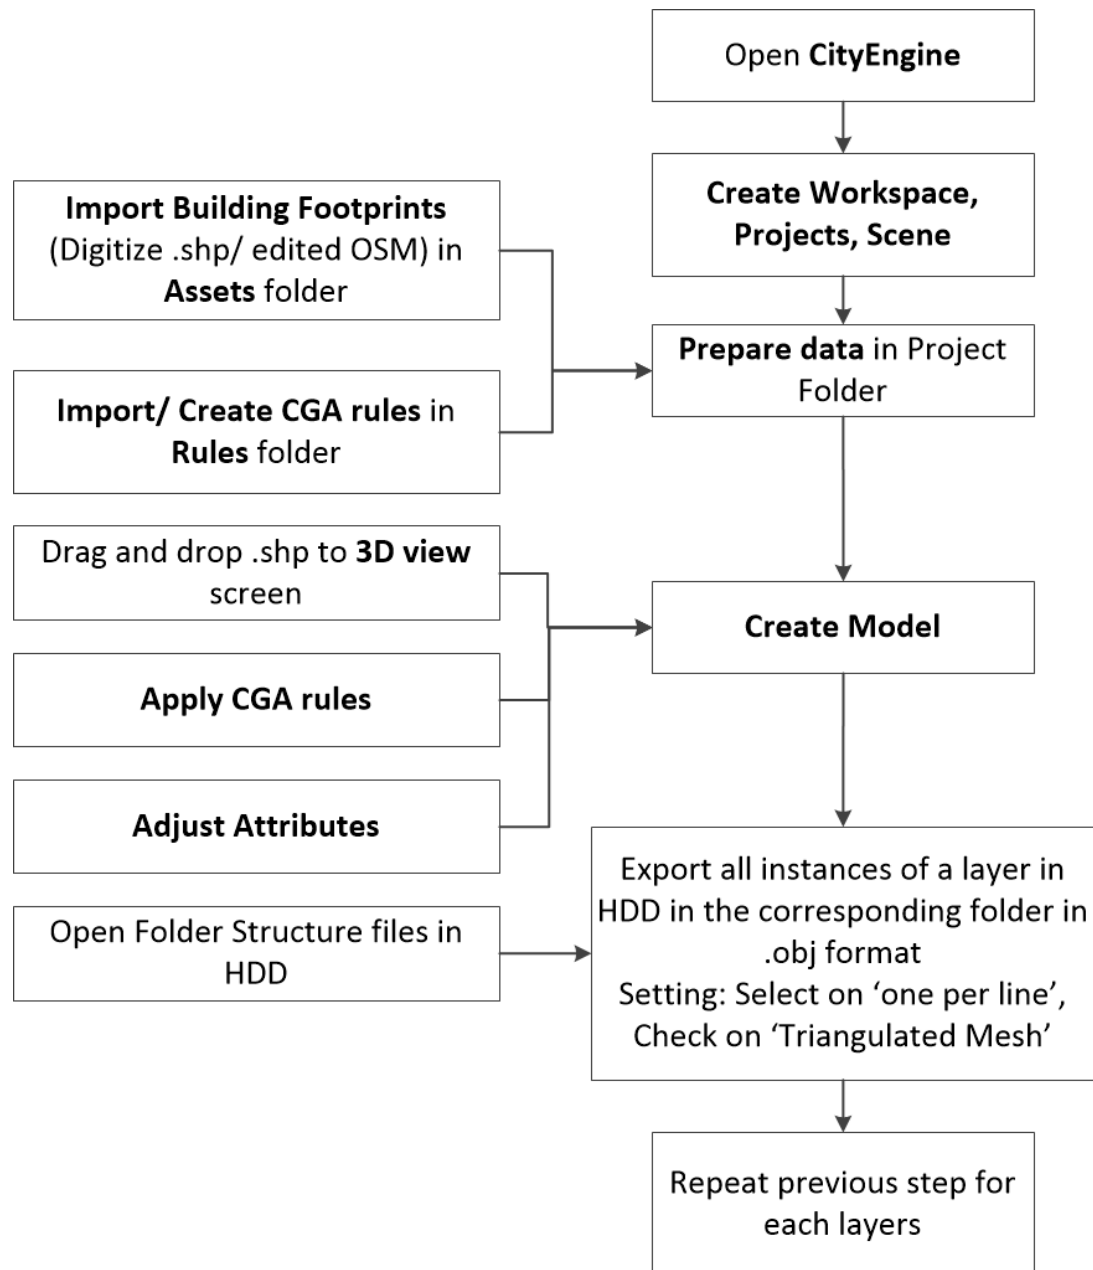 Open CityEngine
Create Workspace,
Projects, Scene
Import Building Footprints
(Digitize .shp/ edited OSM) in
Assets folder
Prepare data in Project
Folder
Import/ Create CGA rules in
Rules folder
Drag and drop .shp to 3D view
screen
Create Model
Apply CGA rules
Adjust Attributes
Export all instances of a layer in
HDD in the corresponding folder in
.obj format
Setting: Select on ‘one per line’,
Check on ‘Triangulated Mesh’
Open Folder Structure files in
HDD
Repeat previous step for
each layers